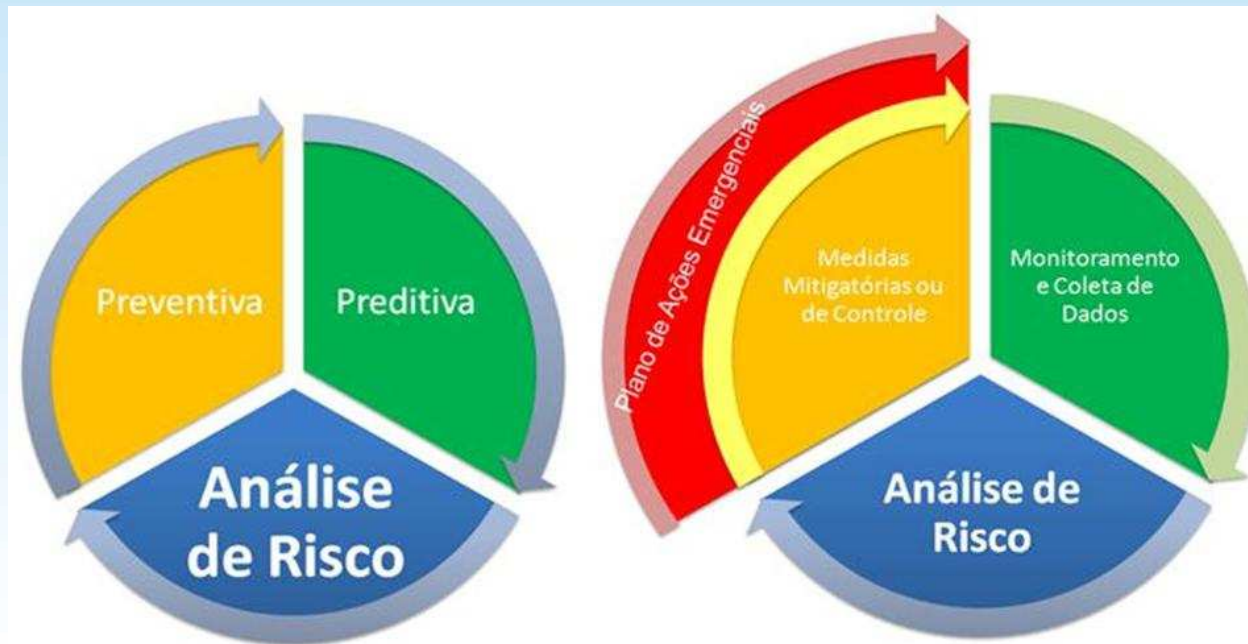 Preventiva
Preditiva
Análise
de Risco
Plano de Ações Emergenciais
Medidas
Mitigatórias ou
de Controle
Monitoramento
e Coleta de
Dados
Análise de
Risco